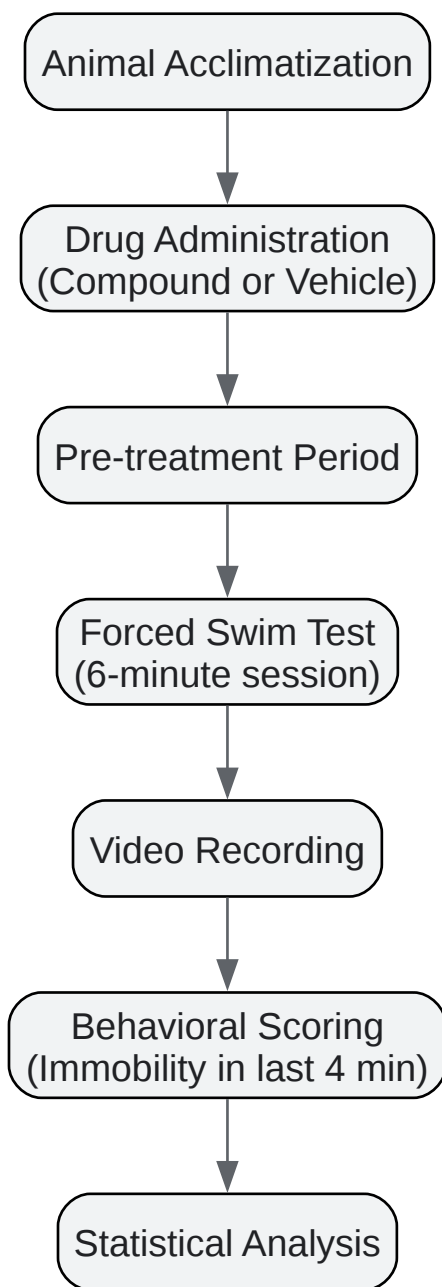 Animal Acclimatization
Drug Administration
(Compound or Vehicle)
Pre-treatment Period
Forced Swim Test
(6-minute session)
Video Recording
Behavioral Scoring
(Immobility in last 4 min)
Statistical Analysis